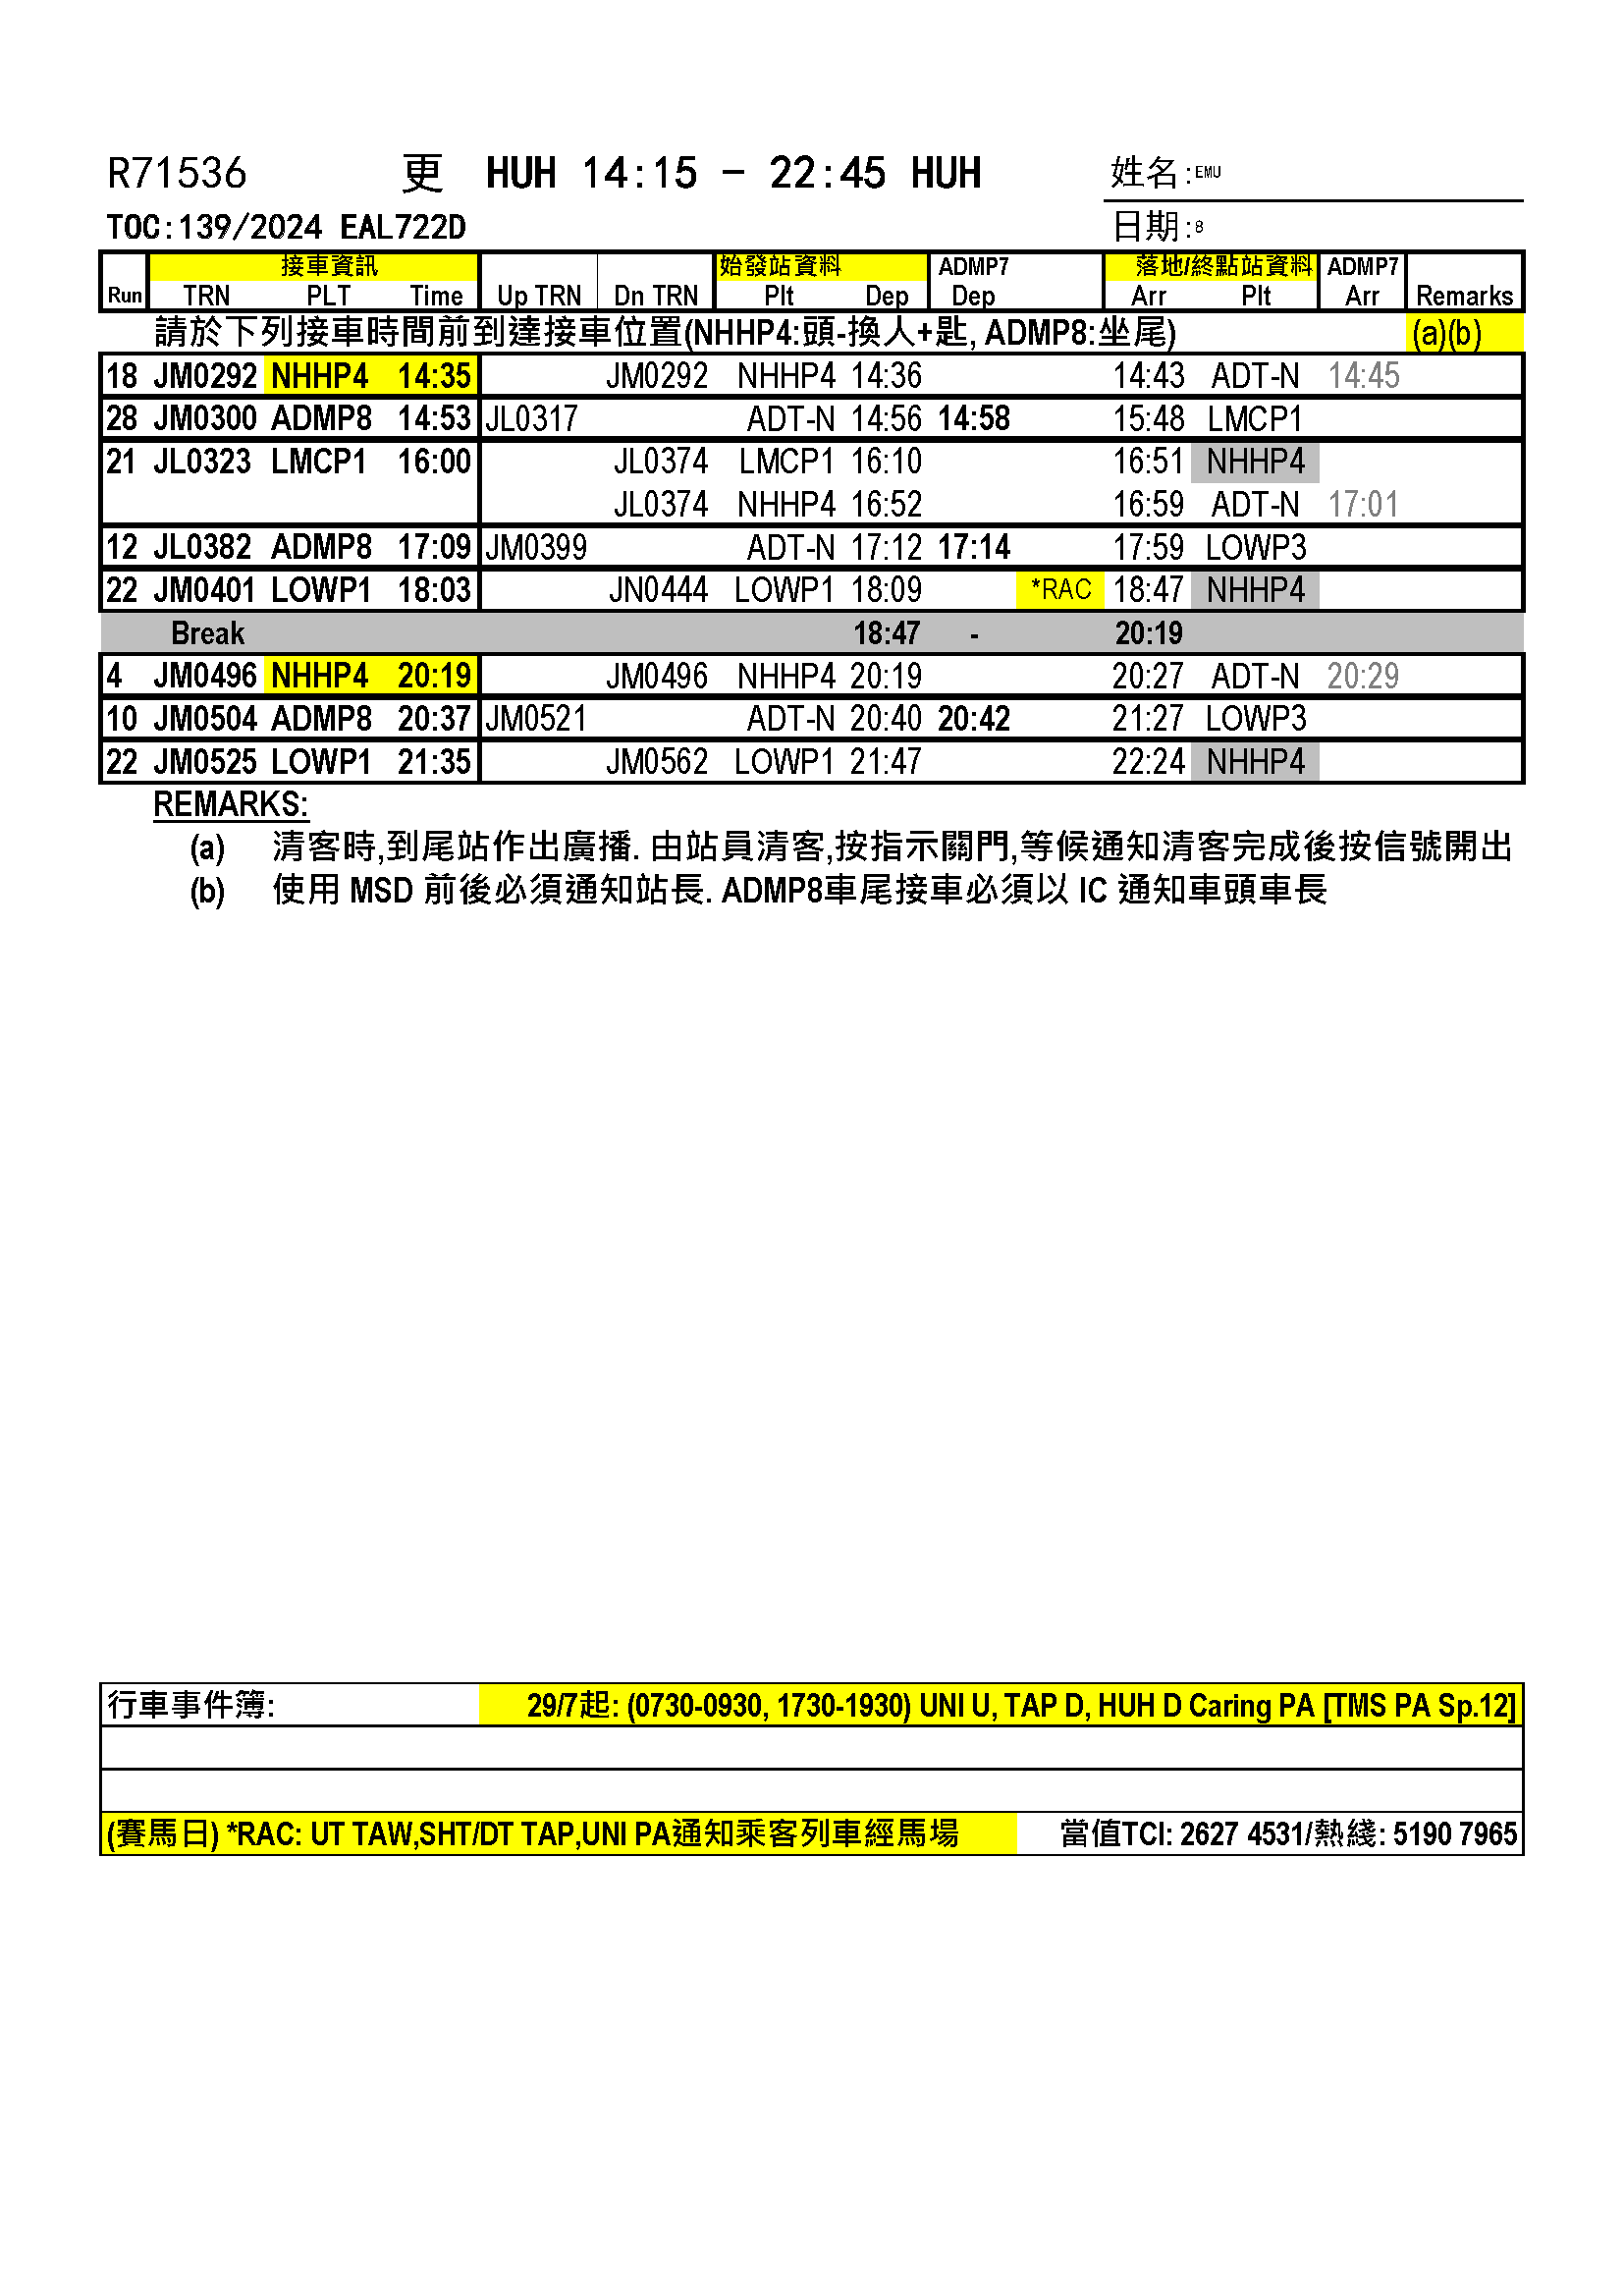 R71536 更 HUH 14:15 - 22:45 HUH 姓名:EMU
TOC:139/2024 EAL722D 日期:8
接車資訊 始發站資料 ADMP7 落地/終點站資料 ADMP7
Run TRN PLT Time Up TRN Dn TRN Plt Dep Dep Arr Plt Arr Remarks
請於下列接車時間前到達接車位置(NHHP4:頭-換人+匙, ADMP8:坐尾) (a)(b)
18 JM0292 NHHP4 14:35 JM0292 NHHP4 14:36 14:43 ADT-N 14:45
28 JM0300 ADMP8 14:53 JL0317 ADT-N 14:56 14:58 15:48 LMCP1
21 JL0323 LMCP1 16:00 JL0374 LMCP1 16:10 16:51 NHHP4
JL0374 NHHP4 16:52 16:59 ADT-N 17:01
12 JL0382 ADMP8 17:09 JM0399 ADT-N 17:12 17:14 17:59 LOWP3
22 JM0401 LOWP1 18:03 JN0444 LOWP1 18:09 *RAC 18:47 NHHP4
Break 18:47 - 20:19
4 JM0496 NHHP4 20:19 JM0496 NHHP4 20:19 20:27 ADT-N 20:29
10 JM0504 ADMP8 20:37 JM0521 ADT-N 20:40 20:42 21:27 LOWP3
22 JM0525 LOWP1 21:35 JM0562 LOWP1 21:47 22:24 NHHP4
REMARKS:
(a) 清客時,到尾站作出廣播. 由站員清客,按指示關門,等候通知清客完成後按信號開出
(b) 使用 MSD 前後必須通知站長. ADMP8車尾接車必須以 IC 通知車頭車長
行車事件簿: 29/7起: (0730-0930, 1730-1930) UNI U, TAP D, HUH D Caring PA [TMS PA Sp.12]
(賽馬日) *RAC: UT TAW,SHT/DT TAP,UNI PA通知乘客列車經馬場 當值TCI: 2627 4531/熱綫: 5190 7965